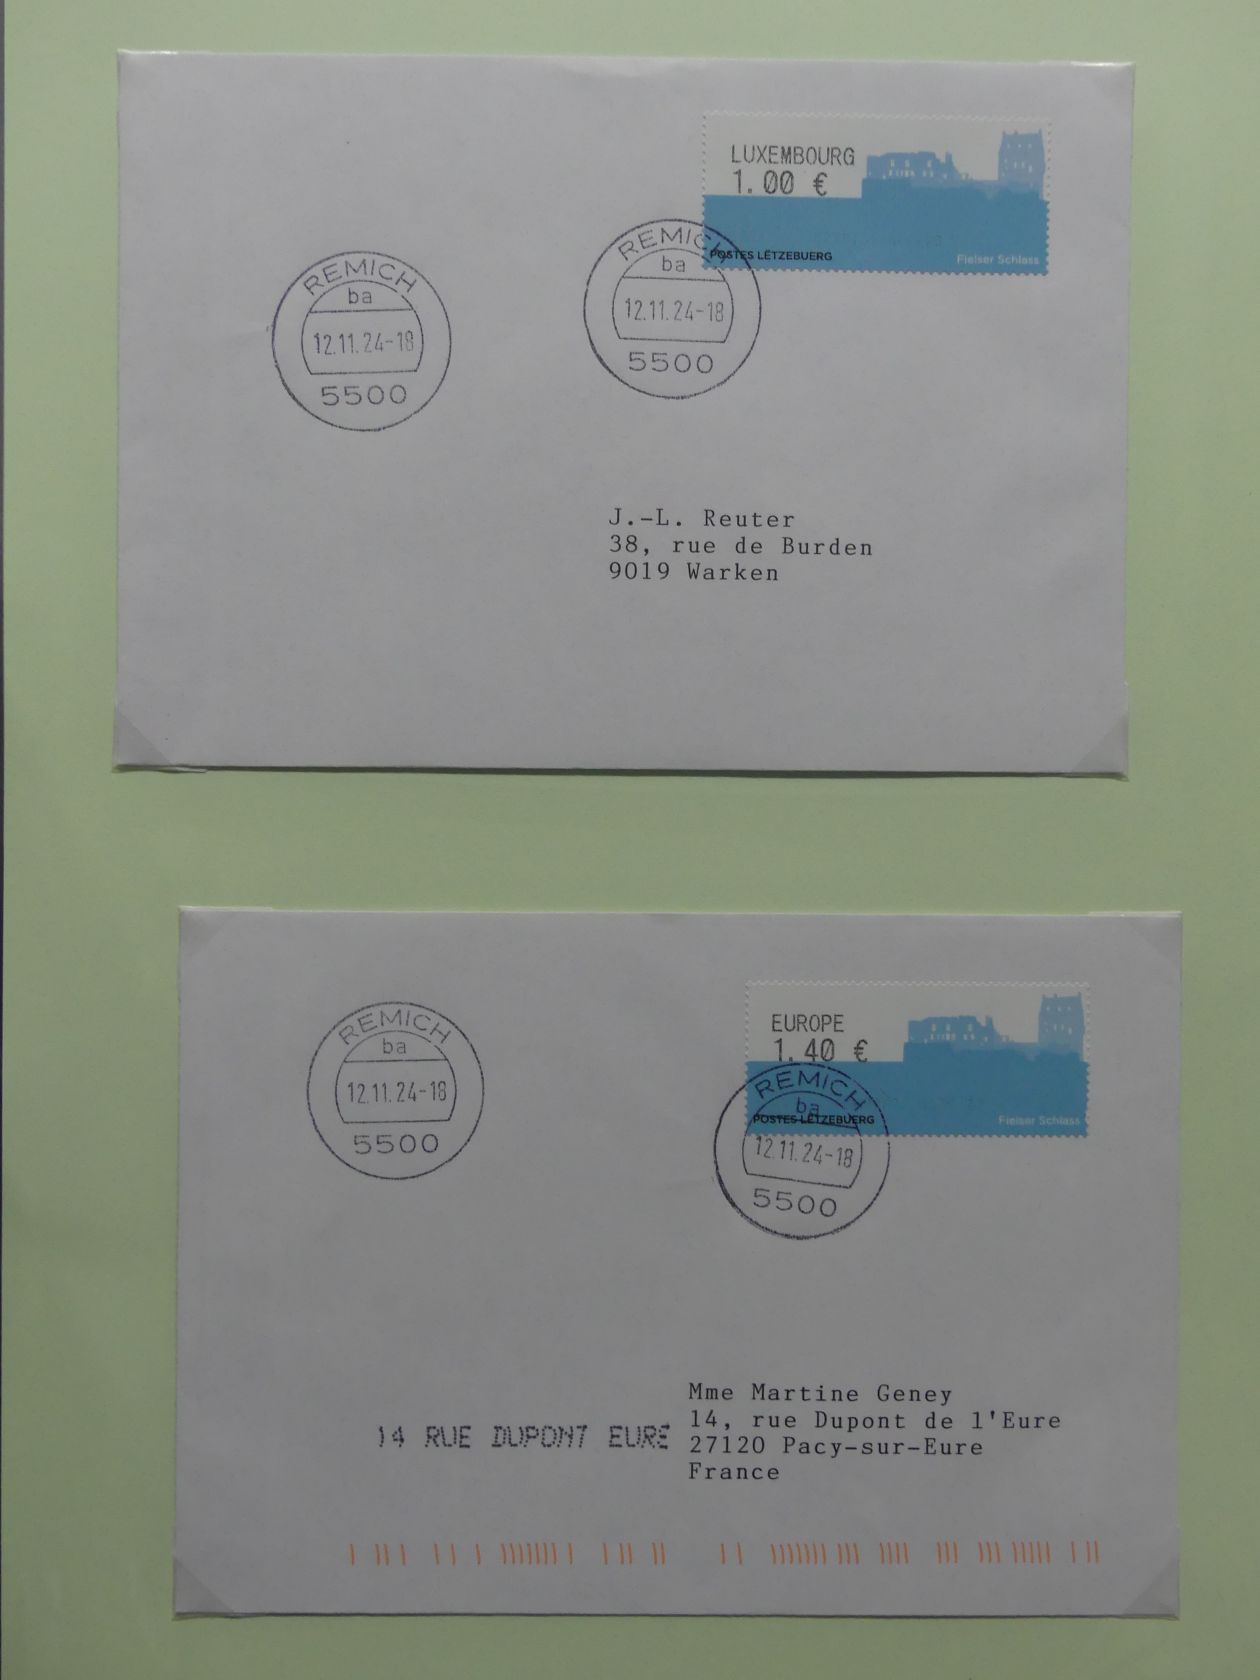 LUXEMBOURG
1.00 €
POSTES LËTZEBUERG
Fielser Schlass
REMICH
ba
12.11.24-18
5500
REMICH
ba
12.11.24-18
5500
J.-L. Reuter
38, rue de Burden
9019 Warken
EUROPE
1.40 €
POSTES LËTZEBUERG
Fielser Schlass
REMICH
ba
12.11.24-18
5500
REMICH
ba
12.11.24-18
5500
Mme Martine Geney
14, rue Dupont de l'Eure
27120 Pacy-sur-Eure
France
14 RUE DUPONT EURE